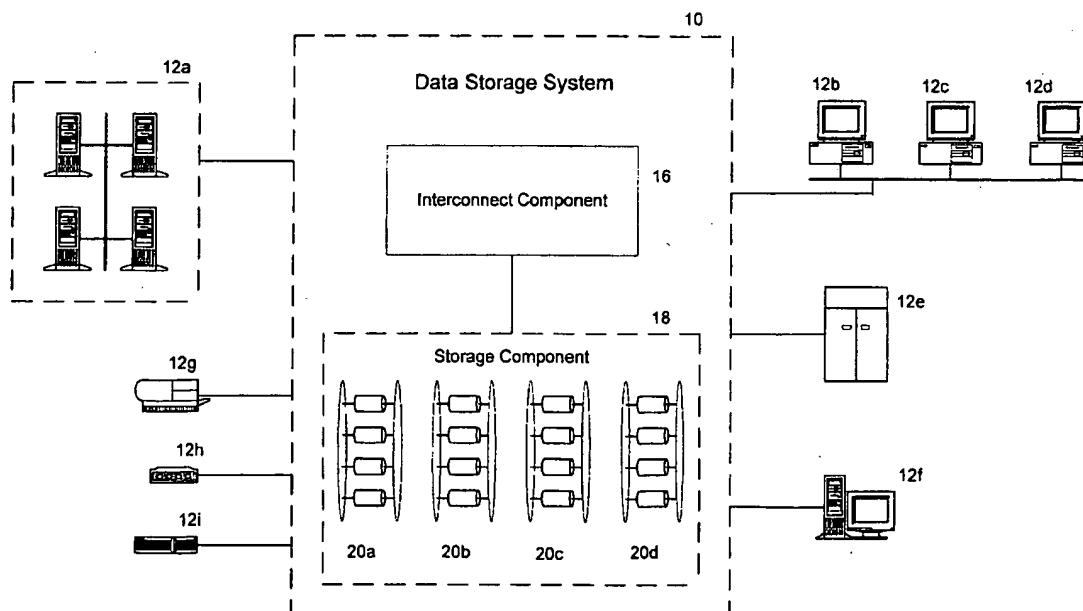 10
12a
Data Storage System
12b 12c 12d
16
Interconnect Component
12e
18
Storage Component
12g
12h
12f
12i
20a 20b 20c 20d